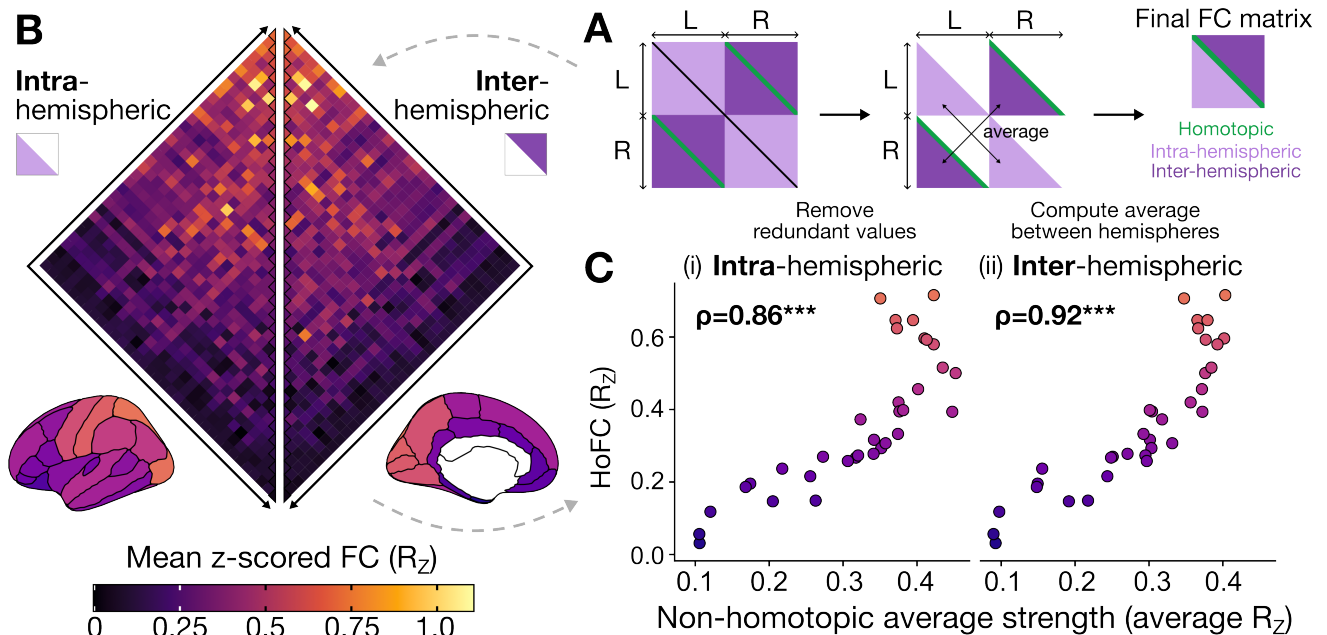 B
Intra-
hemispheric
Inter-
hemispheric
Mean z-scored FC (RZ)
0 0.25 0.5 0.75 1.0
A
L R
L
R
L R
L
R
average
Final FC matrix
Homotopic
Intra-hemispheric
Inter-hemispheric
Remove
redundant values
Compute average
between hemispheres
C
(i) Intra-hemispheric
(ii) Inter-hemispheric
ρ=0.86***
ρ=0.92***
HoFC (RZ)
0.6
0.4
0.2
0.0
0.1 0.2 0.3 0.4
0.1 0.2 0.3 0.4
Non-homotopic average strength (average RZ)